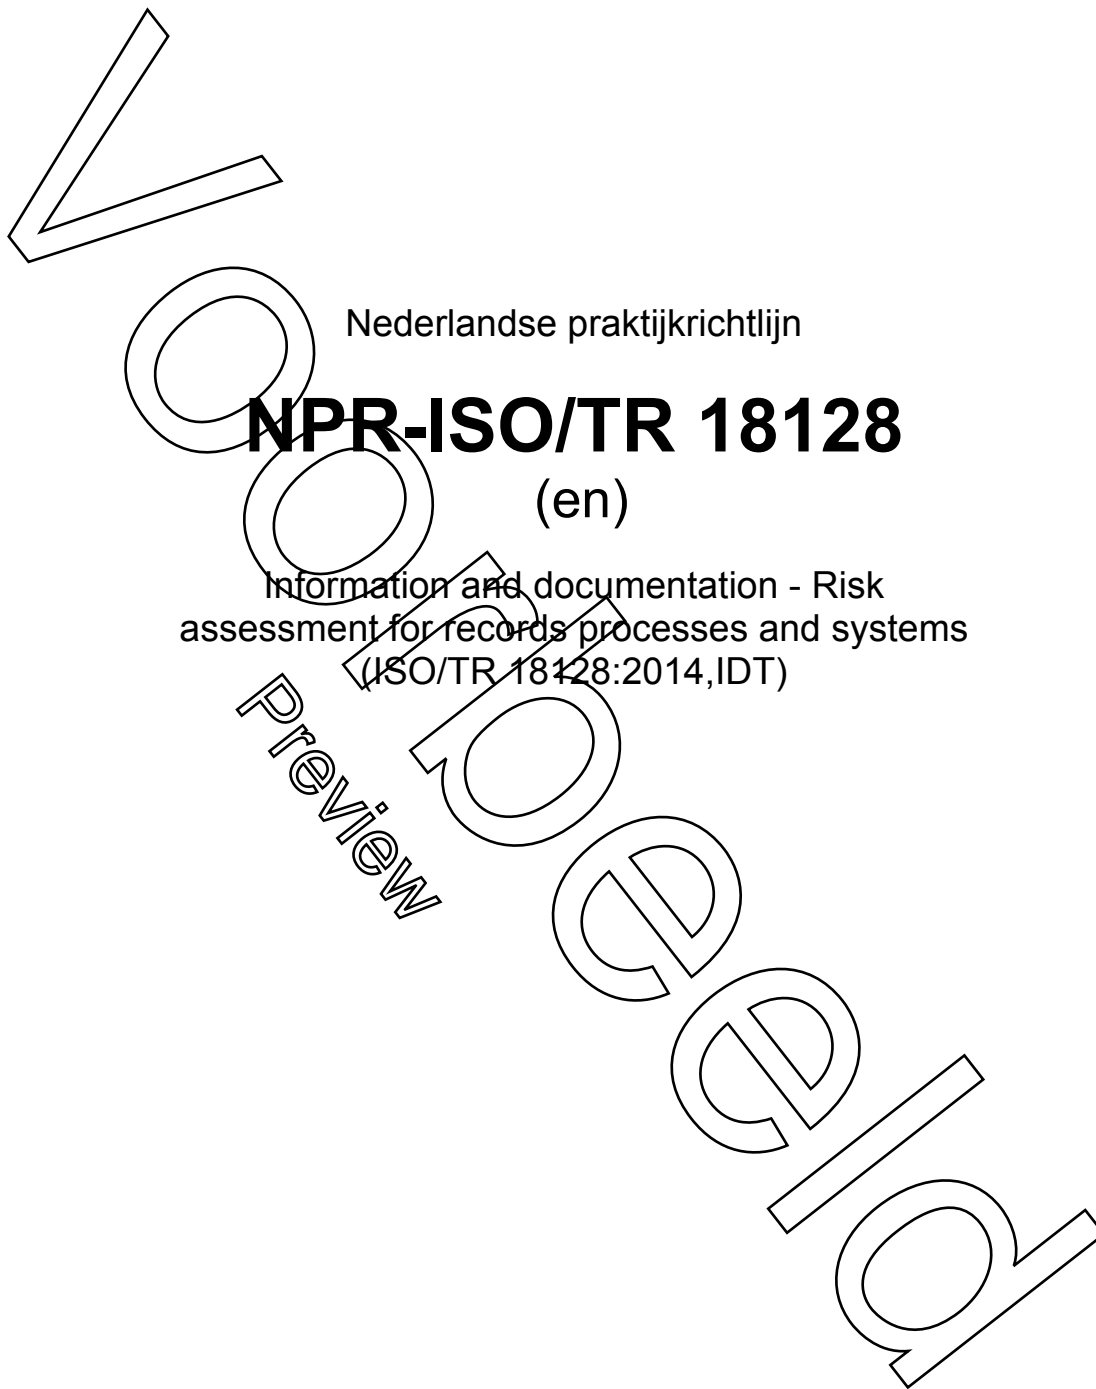 Nederlandse praktijkrichtlijn
NPR-ISO/TR 18128
(en)
Information and documentation - Risk
assessment for records processes and systems
(ISO/TR 18128:2014,IDT)
Voorbeeld
Preview